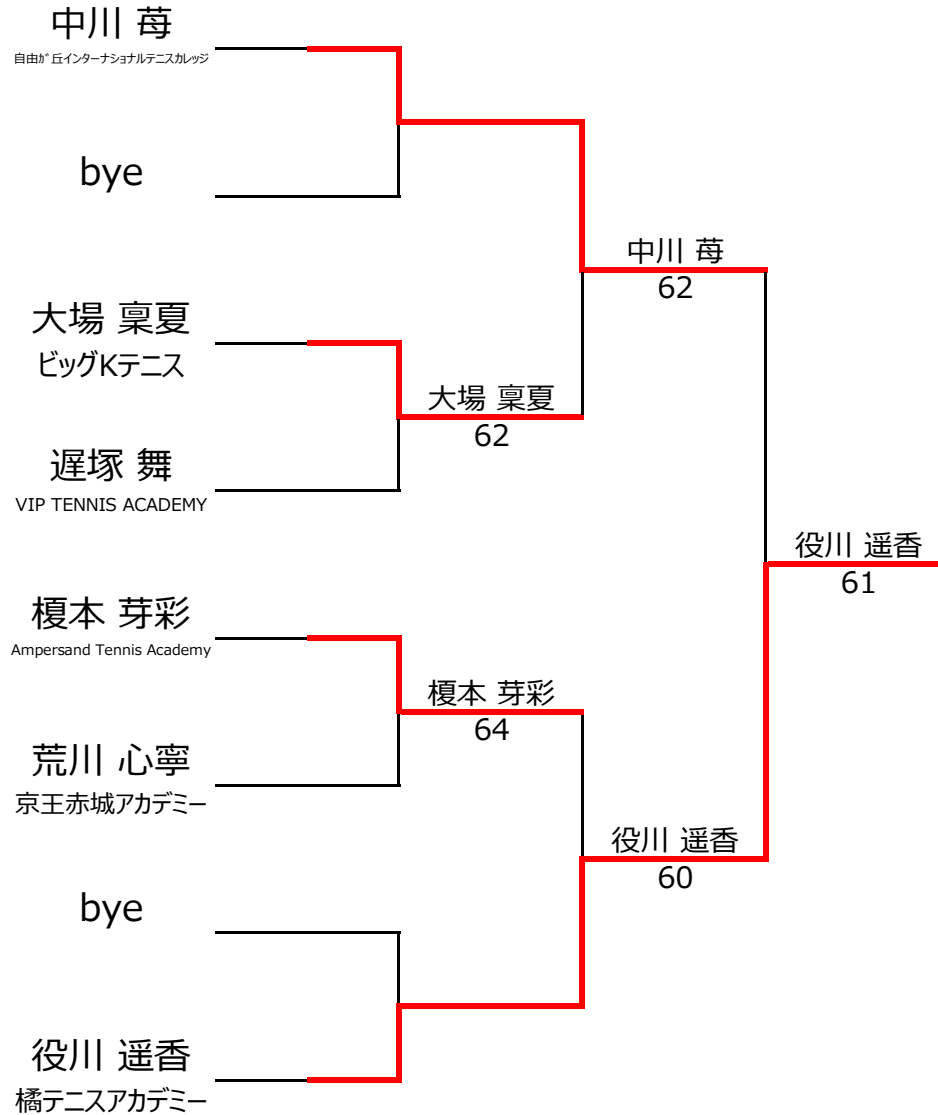 中川 苺
自由が丘インターナショナルテニスカレッジ
bye
中川 苺
62
大場 稟夏
ビッグKテニス
大場 稟夏
62
遅塚 舞
VIP TENNIS ACADEMY
役川 遥香
61
榎本 芽彩
Ampersand Tennis Academy
榎本 芽彩
64
荒川 心寧
京王赤城アカデミー
役川 遥香
60
bye
役川 遥香
橘テニスアカデミー